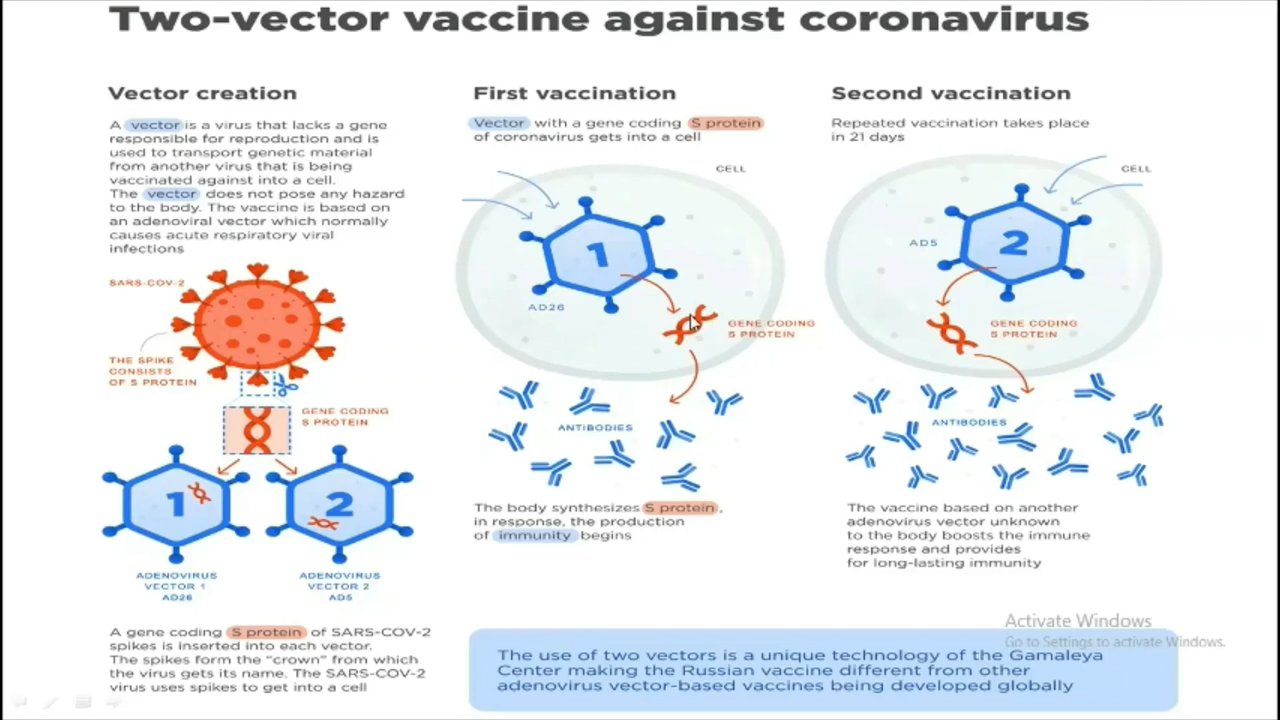 Two-vector vaccine against coronavirus
Vector creation
A vector is a virus that lacks a gene
responsible for reproduction and is
used to transport genetic material
from another virus that is being
vaccinated against into a cell.
The vector does not pose any hazard
to the body. The vaccine is based on
an adenoviral vector which normally
causes acute respiratory viral
infections
SARS-COV-2
THE SPIKE
CONSISTS
OF S PROTEIN
GENE CODING
S PROTEIN
1
2
ADENOVIRUS
VECTOR 1
AD26
ADENOVIRUS
VECTOR 2
AD5
A gene coding S protein of SARS-COV-2
spikes is inserted into each vector.
The spikes form the "crown" from which
the virus gets its name. The SARS-COV-2
virus uses spikes to get into a cell
First vaccination
Vector with a gene coding S protein
of coronavirus gets into a cell
CELL
1
AD26
GENE CODING
S PROTEIN
ANTIBODIES
The body synthesizes S protein,
in response, the production
of immunity begins
Second vaccination
Repeated vaccination takes place
in 21 days
CELL
AD5
2
GENE CODING
S PROTEIN
ANTIBODIES
The vaccine based on another
adenovirus vector unknown
to the body boosts the immune
response and provides
for long-lasting immunity
The use of two vectors is a unique technology of the Gamaleya
Center making the Russian vaccine different from other
adenovirus vector-based vaccines being developed globally
Activate Windows
Go to Settings to activate Windows.